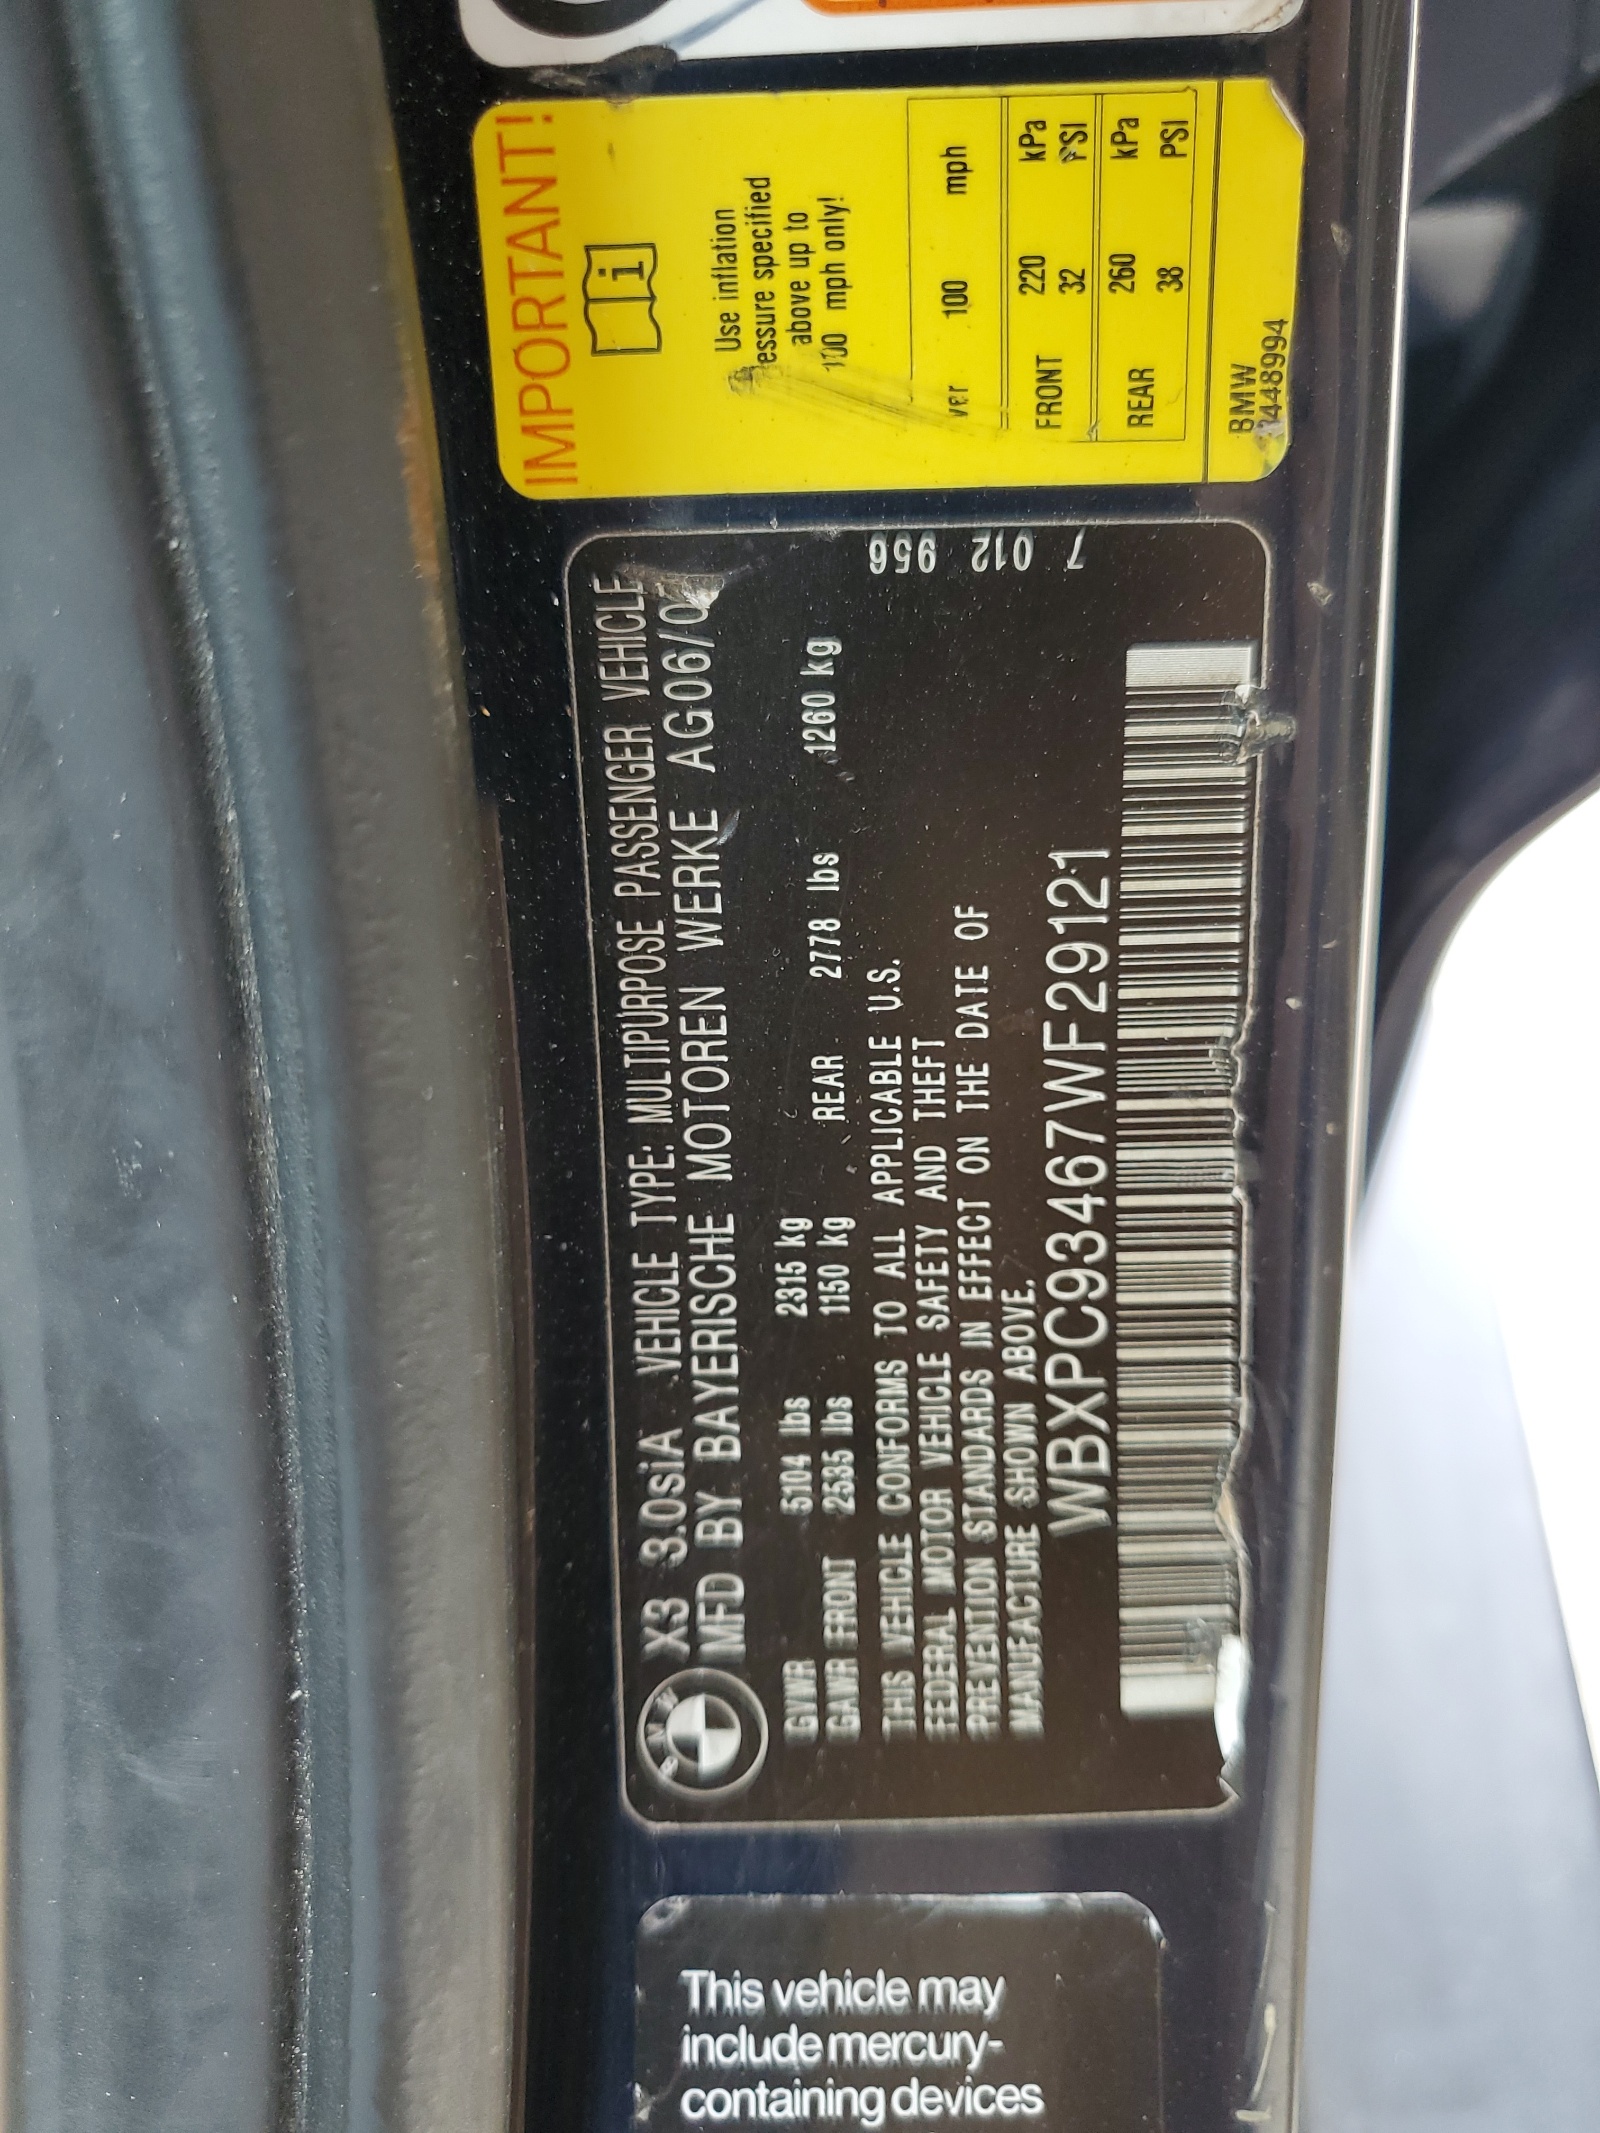 IMPORTANT!
i
Use inflation
essure specified
above up to
100 mph only!
ver 100 mph
FRONT 220 kPa
32 PSI
REAR 260 kPa
38 PSI
BMW
3448994
X3 3.0siA VEHICLE TYPE: MULTIPURPOSE PASSENGER VEHICLE
MFD BY BAYERISCHE MOTOREN WERKE AG06/0
BMW
GVWR 5104 lbs 2315 kg
GAWR FRONT 2535 lbs 1150 kg REAR 2778 lbs 1260 kg
THIS VEHICLE CONFORMS TO ALL APPLICABLE U.S.
FEDERAL MOTOR VEHICLE SAFETY AND THEFT
PREVENTION STANDARDS IN EFFECT ON THE DATE OF
MANUFACTURE SHOWN ABOVE.
WBXPC93467WF29121
7 012 956
This vehicle may
include mercury-
containing devices